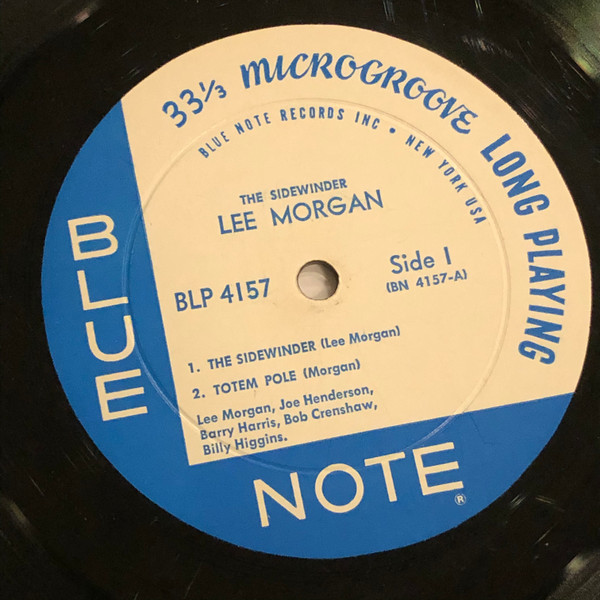 33⅓ MICROGROOVE LONG PLAYING
BLUE NOTE RECORDS INC • NEW YORK USA
THE SIDEWINDER
LEE MORGAN
BLP 4157
Side 1
(BN 4157-A)
1. THE SIDEWINDER (Lee Morgan)
2. TOTEM POLE (Morgan)
Lee Morgan, Joe Henderson,
Barry Harris, Bob Crenshaw,
Billy Higgins.
BLUE
NOTE®